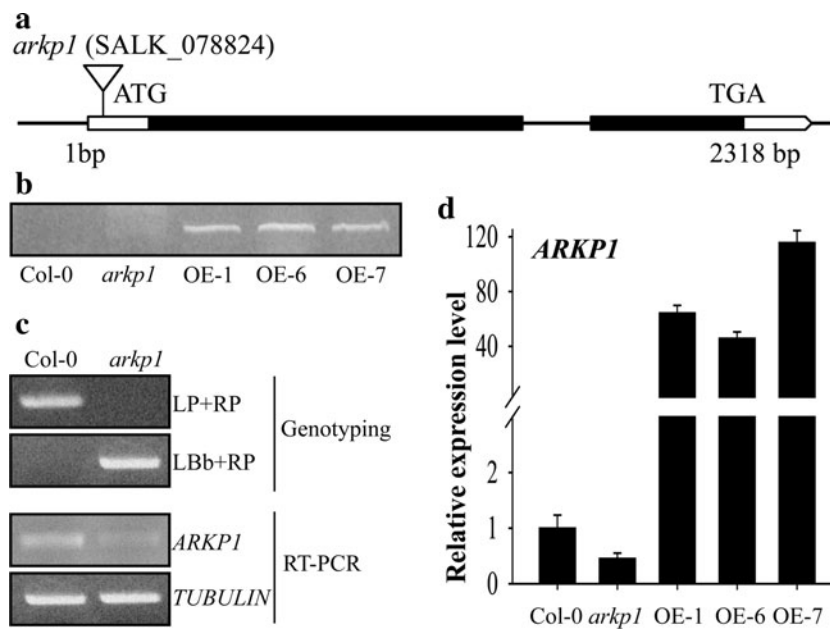 a
arkp1 (SALK_078824)
ATG
TGA
1bp
2318 bp
b
Col-0 arkp1 OE-1 OE-6 OE-7
c
Col-0 arkp1
LP+RP
LBb+RP
Genotyping
ARKP1
TUBULIN
RT-PCR
d
ARKP1
Relative expression level
120
80
40
2
1
0
Col-0 arkp1 OE-1 OE-6 OE-7